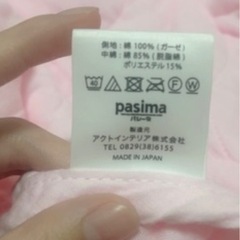 側地：綿 100%（ガーゼ）
中綿：綿 85%（脱脂綿）
ポリエステル 15%
pasima
パシーマ
製造元
アクトインテリア株式会社
TEL 0829(38)6155
MADE IN JAPAN